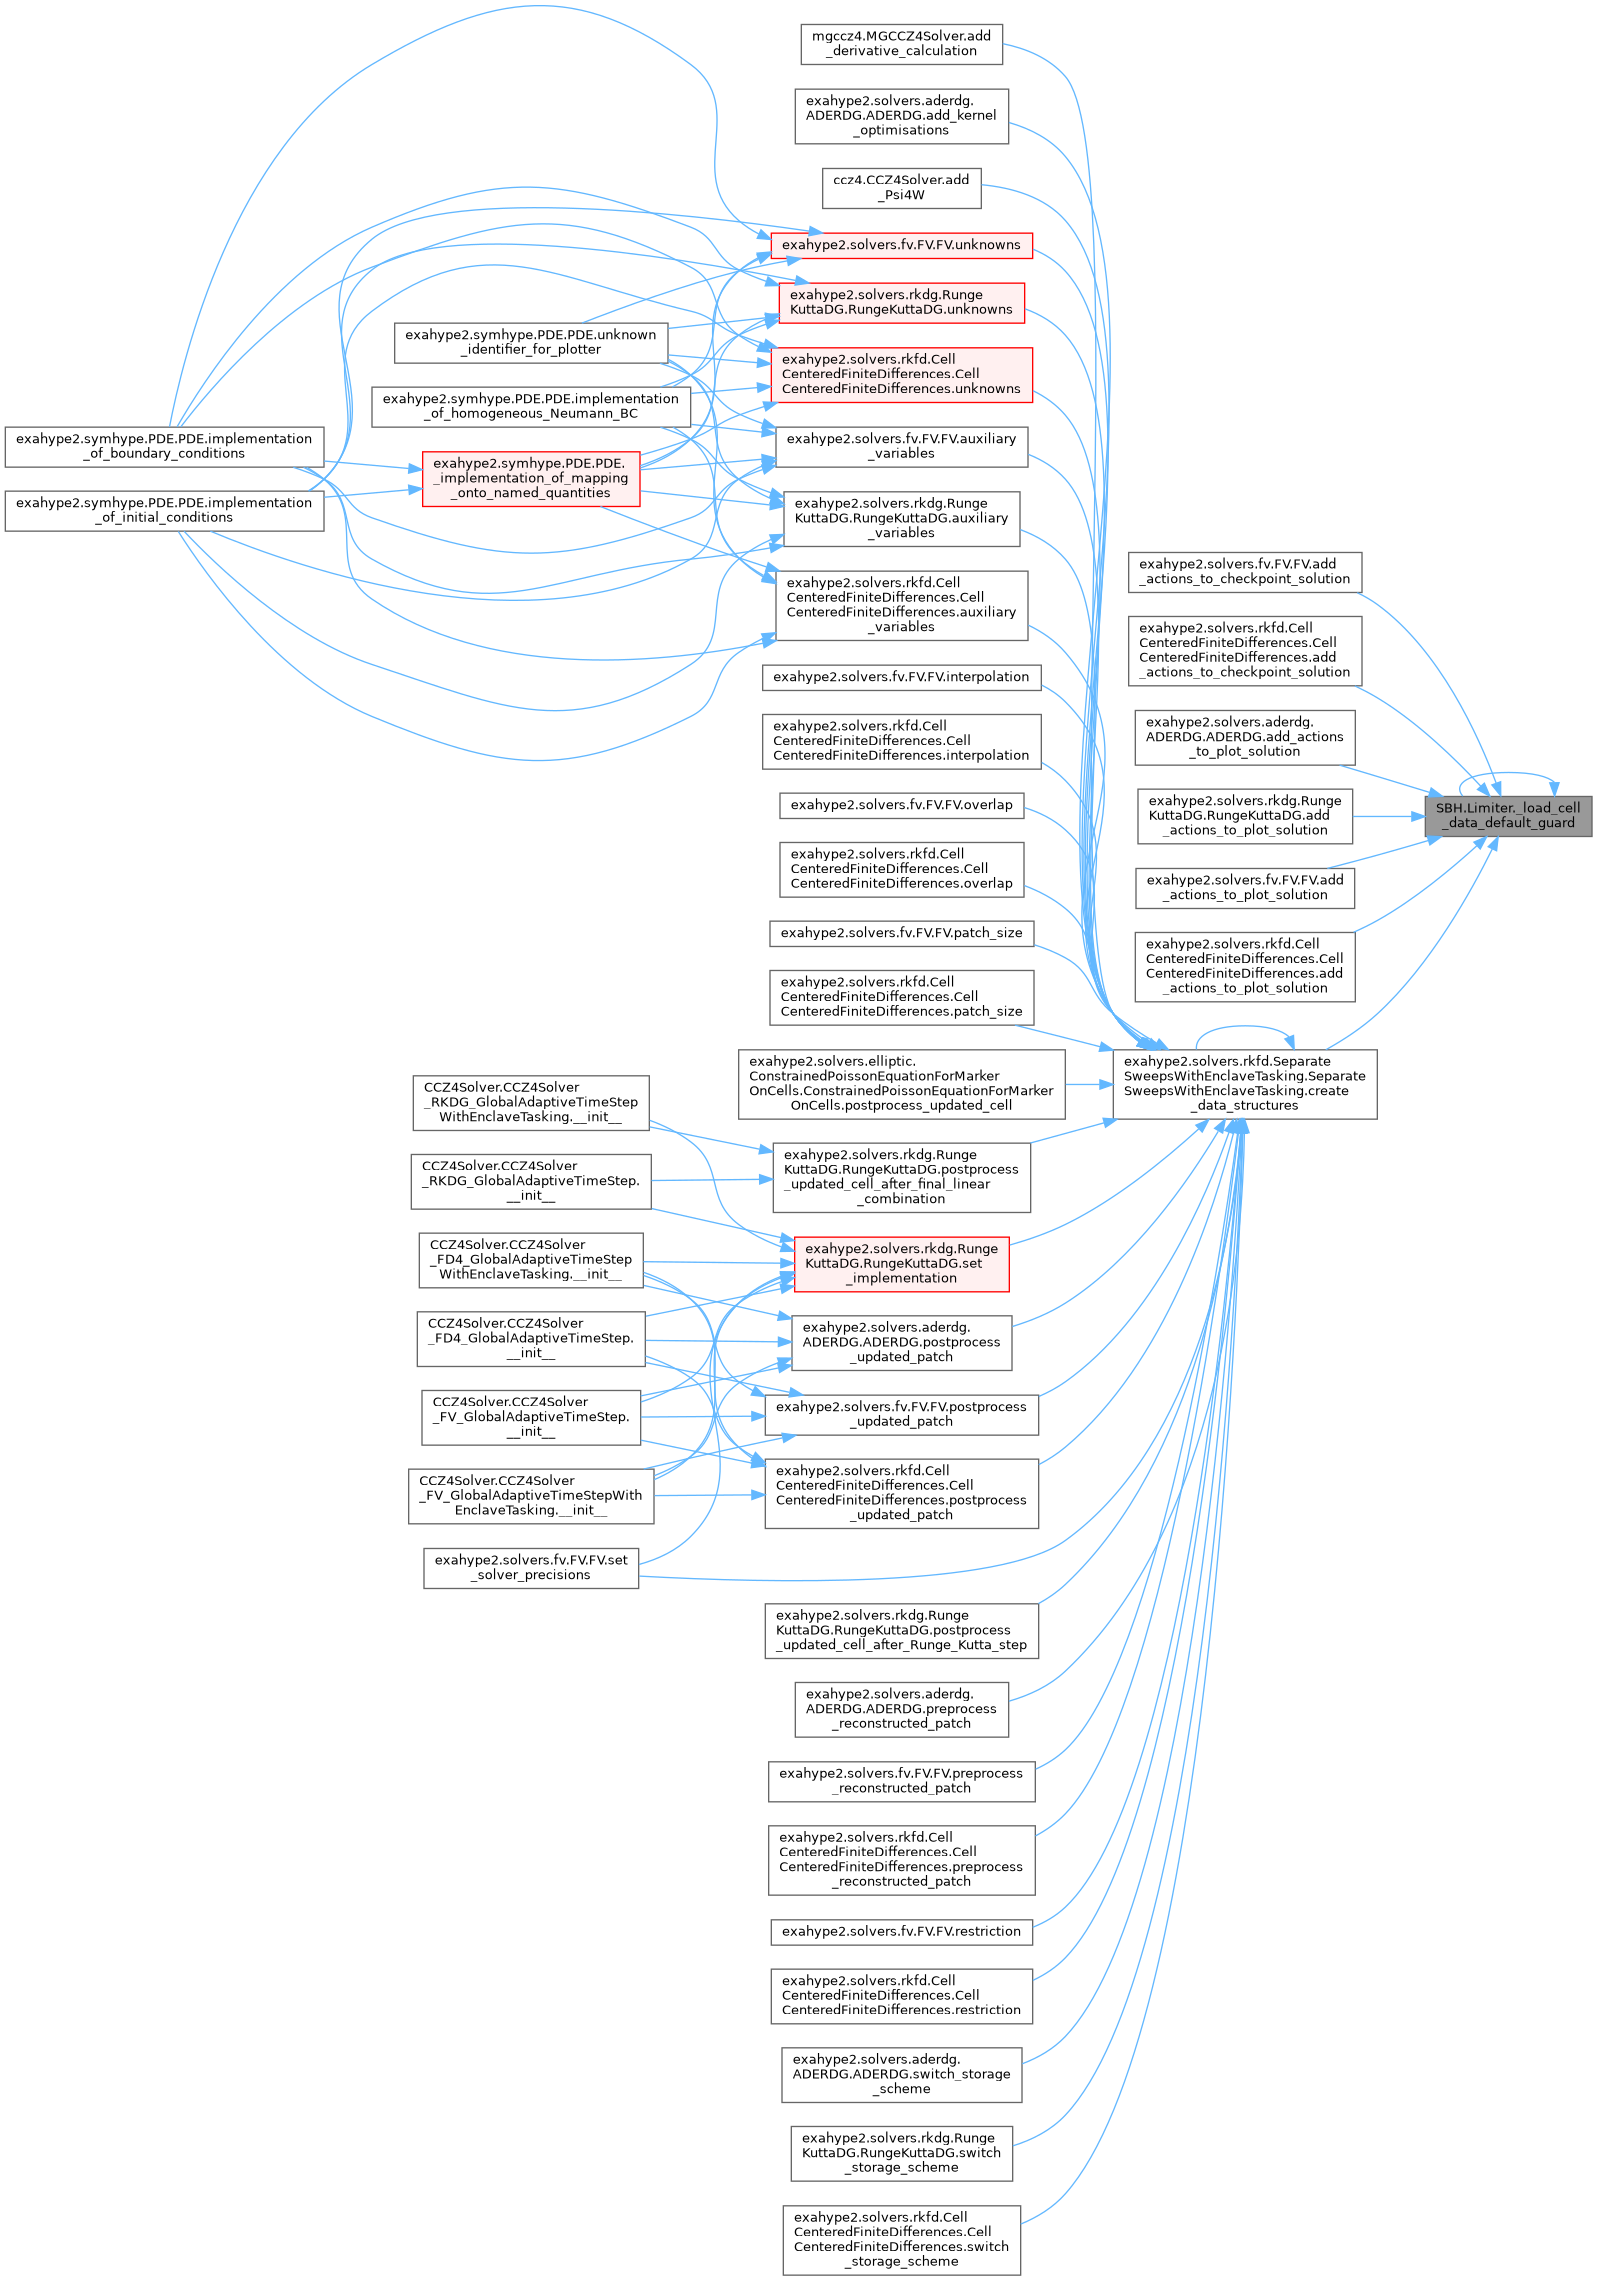 mgccz4.MGCCZ4Solver.add
_derivative_calculation
exahype2.solvers.aderdg.
ADERDG.ADERDG.add_kernel
_optimisations
ccz4.CCZ4Solver.add
_Psi4W
exahype2.solvers.fv.FV.FV.unknowns
exahype2.solvers.rkdg.Runge
KuttaDG.RungeKuttaDG.unknowns
exahype2.symhype.PDE.PDE.unknown
_identifier_for_plotter
exahype2.solvers.rkfd.Cell
CenteredFiniteDifferences.Cell
CenteredFiniteDifferences.unknowns
exahype2.symhype.PDE.PDE.implementation
_of_homogeneous_Neumann_BC
exahype2.symhype.PDE.PDE.implementation
_of_boundary_conditions
exahype2.solvers.fv.FV.FV.auxiliary
_variables
exahype2.symhype.PDE.PDE.
_implementation_of_mapping
_onto_named_quantities
exahype2.symhype.PDE.PDE.implementation
_of_initial_conditions
exahype2.solvers.rkdg.Runge
KuttaDG.RungeKuttaDG.auxiliary
_variables
exahype2.solvers.rkfd.Cell
CenteredFiniteDifferences.Cell
CenteredFiniteDifferences.auxiliary
_variables
exahype2.solvers.fv.FV.FV.add
_actions_to_checkpoint_solution
exahype2.solvers.rkfd.Cell
CenteredFiniteDifferences.Cell
CenteredFiniteDifferences.add
_actions_to_checkpoint_solution
exahype2.solvers.fv.FV.FV.interpolation
exahype2.solvers.rkfd.Cell
CenteredFiniteDifferences.Cell
CenteredFiniteDifferences.interpolation
exahype2.solvers.aderdg.
ADERDG.ADERDG.add_actions
_to_plot_solution
exahype2.solvers.fv.FV.FV.overlap
exahype2.solvers.rkdg.Runge
KuttaDG.RungeKuttaDG.add
_actions_to_plot_solution
SBH.Limiter._load_cell
_data_default_guard
exahype2.solvers.rkfd.Cell
CenteredFiniteDifferences.Cell
CenteredFiniteDifferences.overlap
exahype2.solvers.fv.FV.FV.add
_actions_to_plot_solution
exahype2.solvers.fv.FV.FV.patch_size
exahype2.solvers.rkfd.Cell
CenteredFiniteDifferences.Cell
CenteredFiniteDifferences.add
_actions_to_plot_solution
exahype2.solvers.rkfd.Cell
CenteredFiniteDifferences.Cell
CenteredFiniteDifferences.patch_size
exahype2.solvers.elliptic.
ConstrainedPoissonEquationForMarker
OnCells.ConstrainedPoissonEquationForMarker
OnCells.postprocess_updated_cell
exahype2.solvers.rkfd.Separate
SweepsWithEnclaveTasking.Separate
SweepsWithEnclaveTasking.create
_data_structures
CCZ4Solver.CCZ4Solver
_RKDG_GlobalAdaptiveTimeStep
WithEnclaveTasking.__init__
exahype2.solvers.rkdg.Runge
KuttaDG.RungeKuttaDG.postprocess
_updated_cell_after_final_linear
_combination
CCZ4Solver.CCZ4Solver
_RKDG_GlobalAdaptiveTimeStep.
__init__
CCZ4Solver.CCZ4Solver
_FD4_GlobalAdaptiveTimeStep
WithEnclaveTasking.__init__
exahype2.solvers.rkdg.Runge
KuttaDG.RungeKuttaDG.set
_implementation
CCZ4Solver.CCZ4Solver
_FD4_GlobalAdaptiveTimeStep.
__init__
exahype2.solvers.aderdg.
ADERDG.ADERDG.postprocess
_updated_patch
CCZ4Solver.CCZ4Solver
_FV_GlobalAdaptiveTimeStep.
__init__
exahype2.solvers.fv.FV.FV.postprocess
_updated_patch
CCZ4Solver.CCZ4Solver
_FV_GlobalAdaptiveTimeStepWith
EnclaveTasking.__init__
exahype2.solvers.rkfd.Cell
CenteredFiniteDifferences.Cell
CenteredFiniteDifferences.postprocess
_updated_patch
exahype2.solvers.fv.FV.FV.set
_solver_precisions
exahype2.solvers.rkdg.Runge
KuttaDG.RungeKuttaDG.postprocess
_updated_cell_after_Runge_Kutta_step
exahype2.solvers.aderdg.
ADERDG.ADERDG.preprocess
_reconstructed_patch
exahype2.solvers.fv.FV.FV.preprocess
_reconstructed_patch
exahype2.solvers.rkfd.Cell
CenteredFiniteDifferences.Cell
CenteredFiniteDifferences.preprocess
_reconstructed_patch
exahype2.solvers.fv.FV.FV.restriction
exahype2.solvers.rkfd.Cell
CenteredFiniteDifferences.Cell
CenteredFiniteDifferences.restriction
exahype2.solvers.aderdg.
ADERDG.ADERDG.switch_storage
_scheme
exahype2.solvers.rkdg.Runge
KuttaDG.RungeKuttaDG.switch
_storage_scheme
exahype2.solvers.rkfd.Cell
CenteredFiniteDifferences.Cell
CenteredFiniteDifferences.switch
_storage_scheme